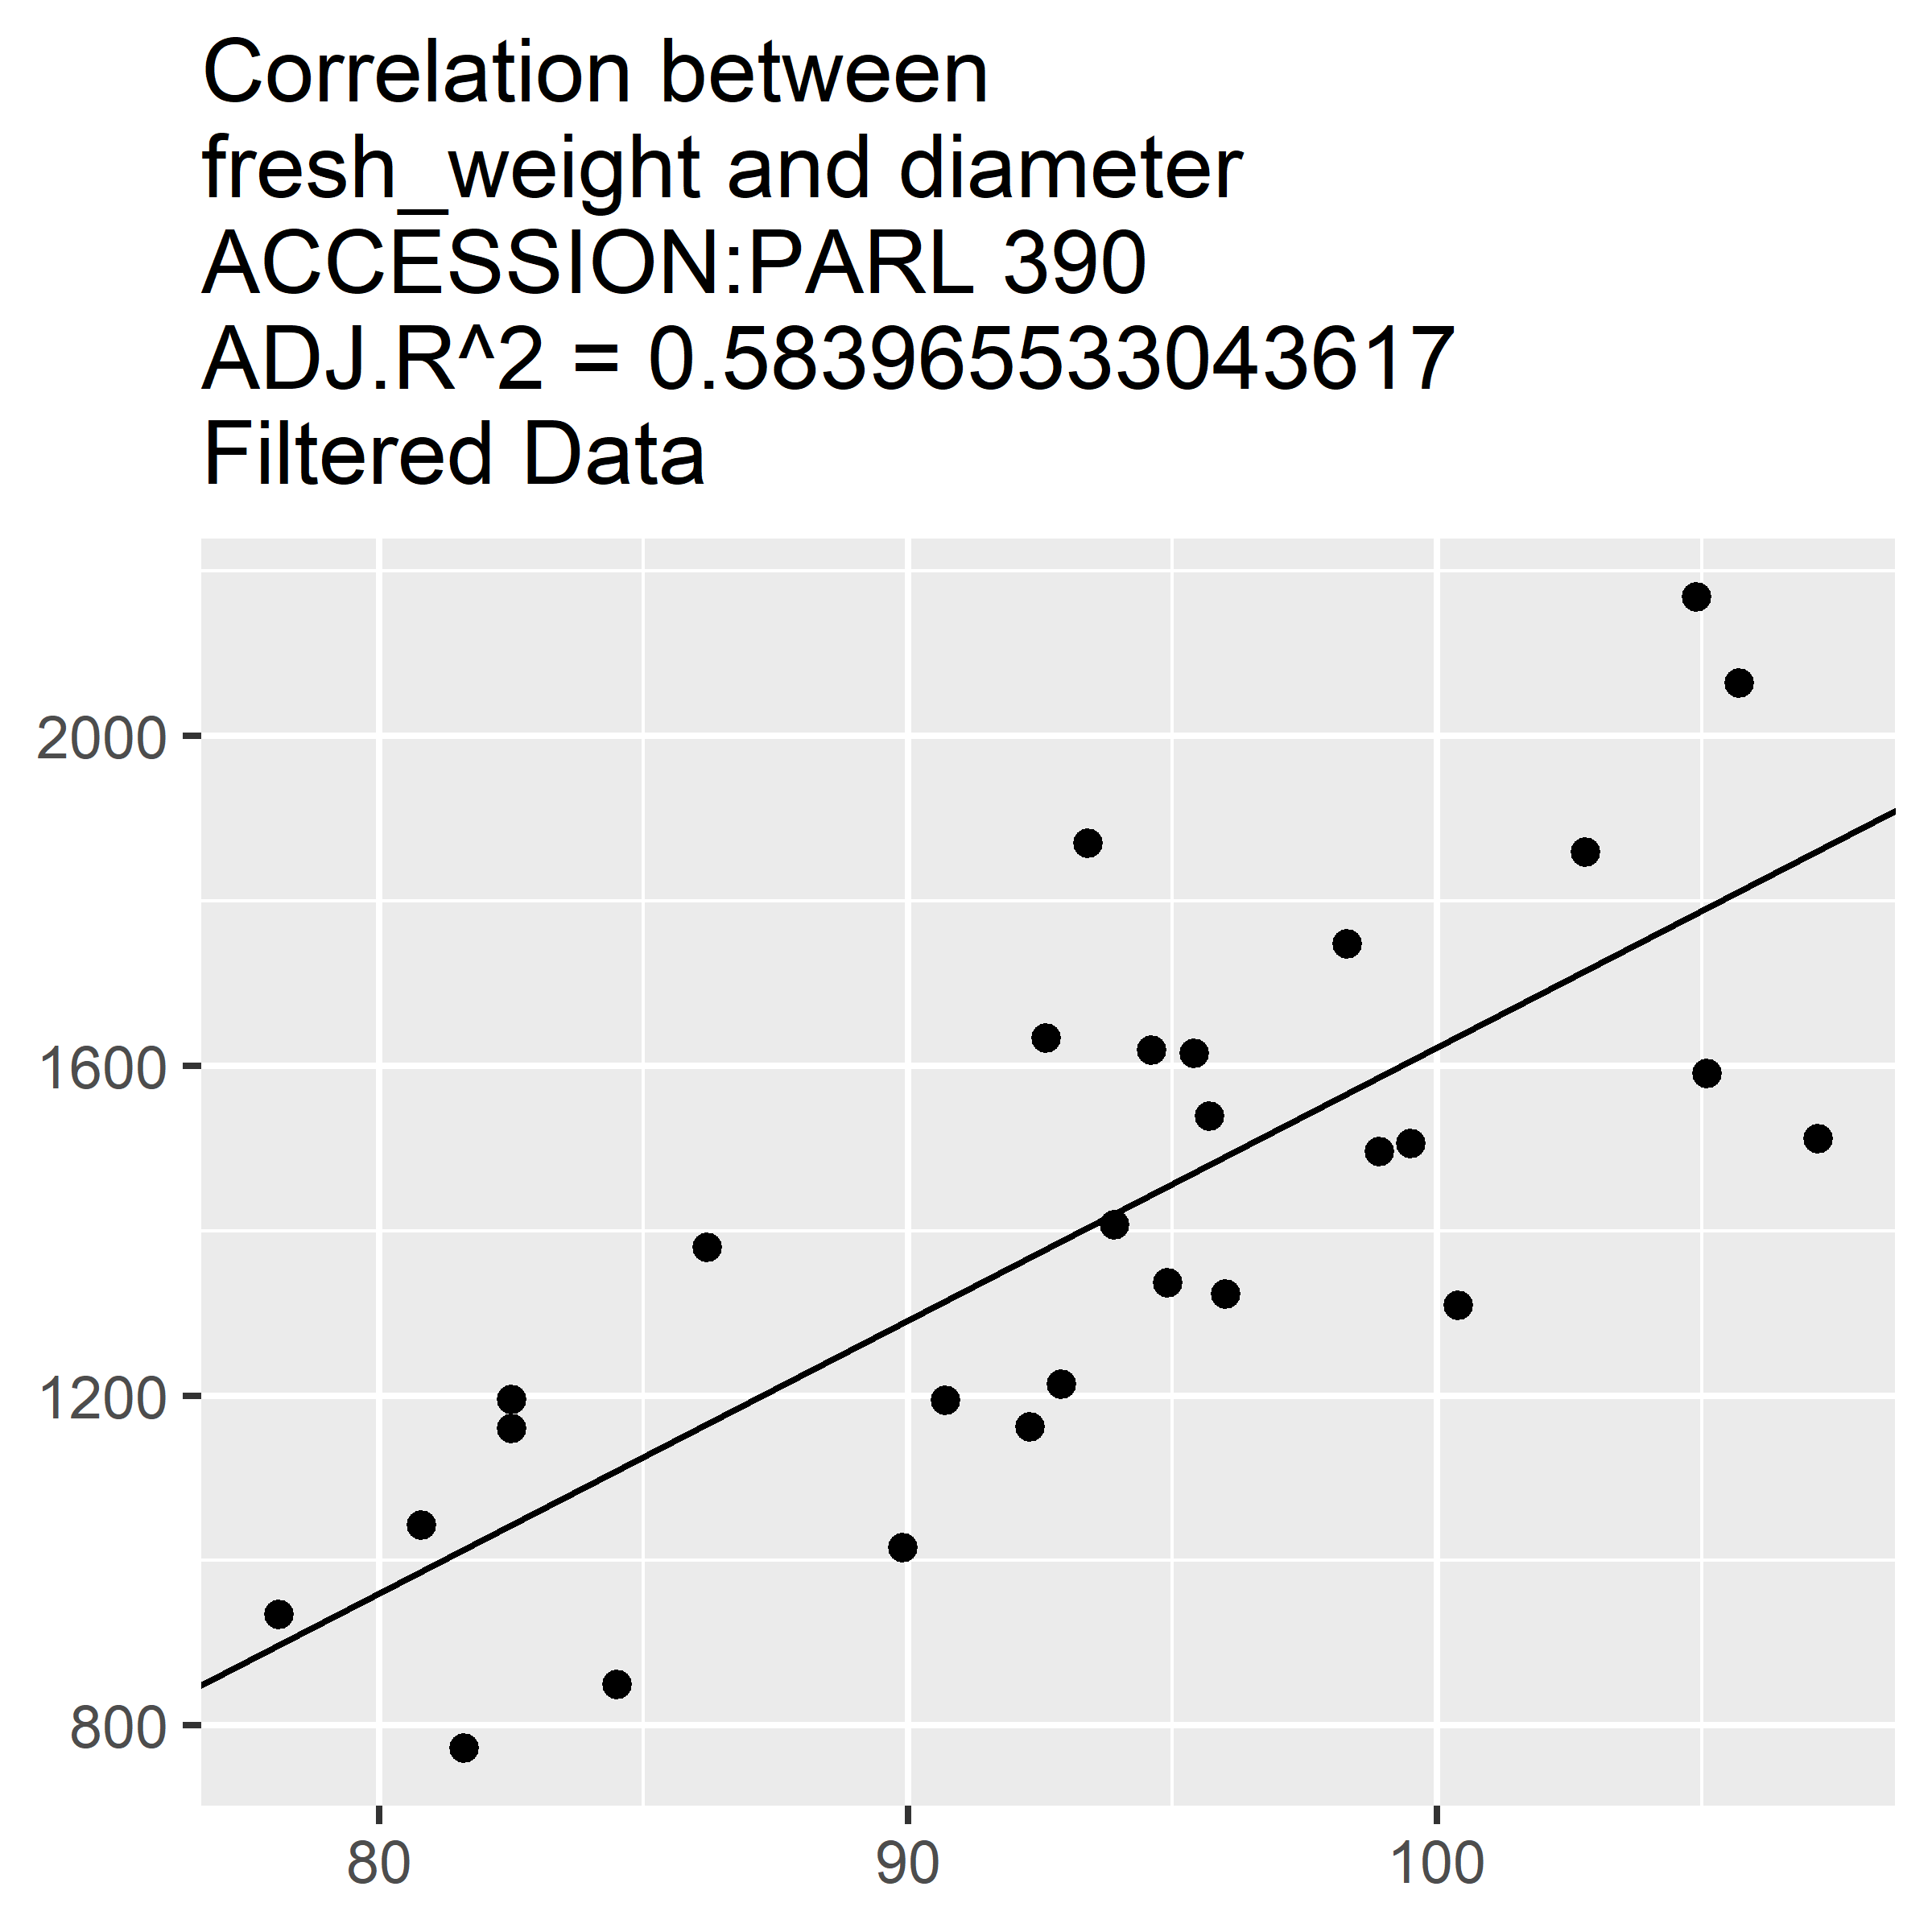 Correlation between
fresh_weight and diameter
ACCESSION:PARL 390
ADJ.R^2 = 0.583965533043617
Filtered Data
2000
1600
1200
800
80 90 100